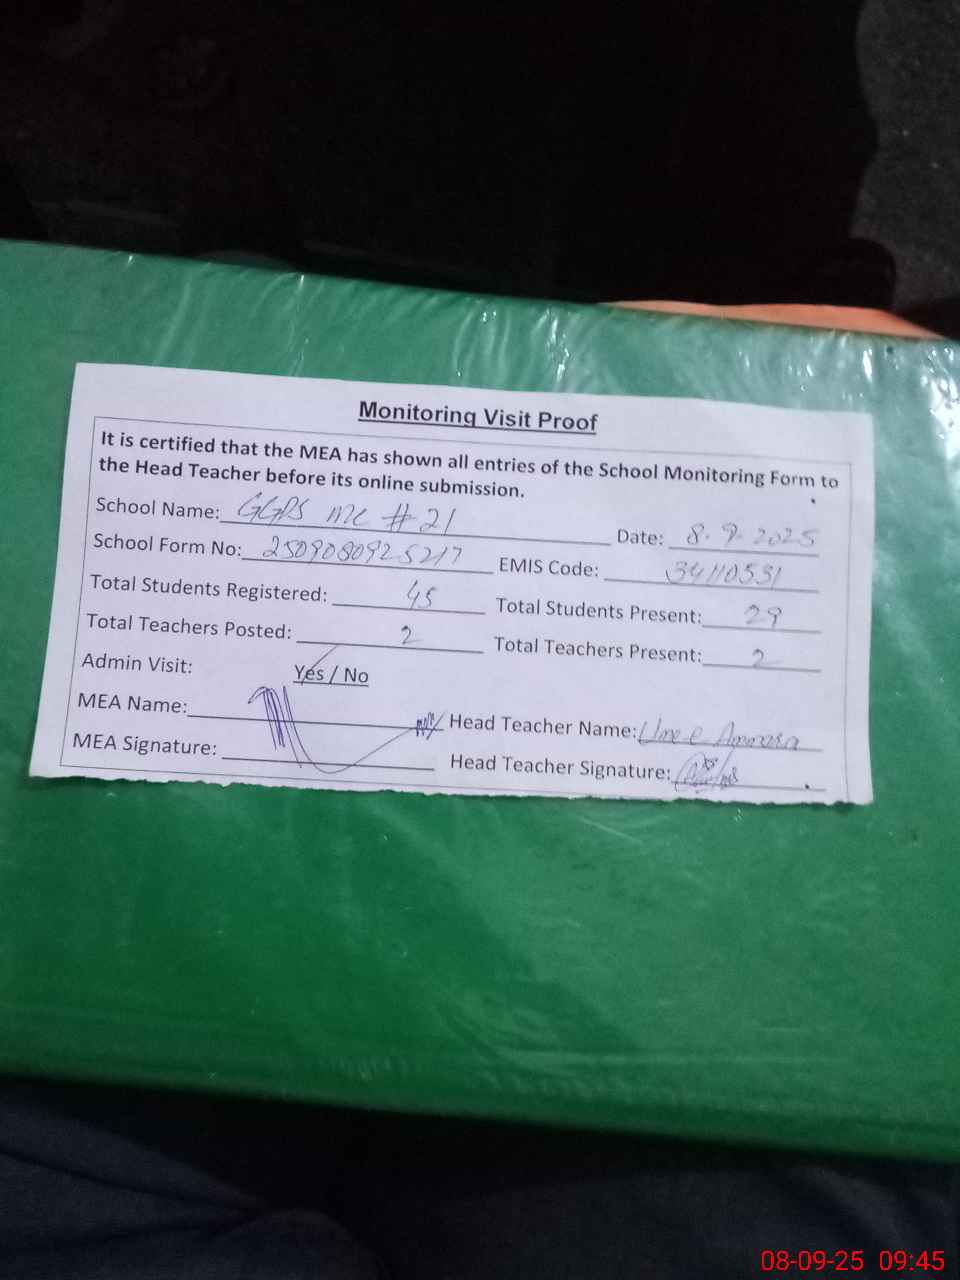 Monitoring Visit Proof
It is certified that the MEA has shown all entries of the School Monitoring Form to
the Head Teacher before its online submission.
School Name: GGPS MC # 21 Date: 8.9.2025
School Form No: 2509080925217 EMIS Code: 34110531
Total Students Registered: 45 Total Students Present: 29
Total Teachers Posted: 2 Total Teachers Present: 2
Admin Visit: Yes / No
MEA Name: Head Teacher Name: Um e Ammara
MEA Signature: Head Teacher Signature:
08-09-25 09:45